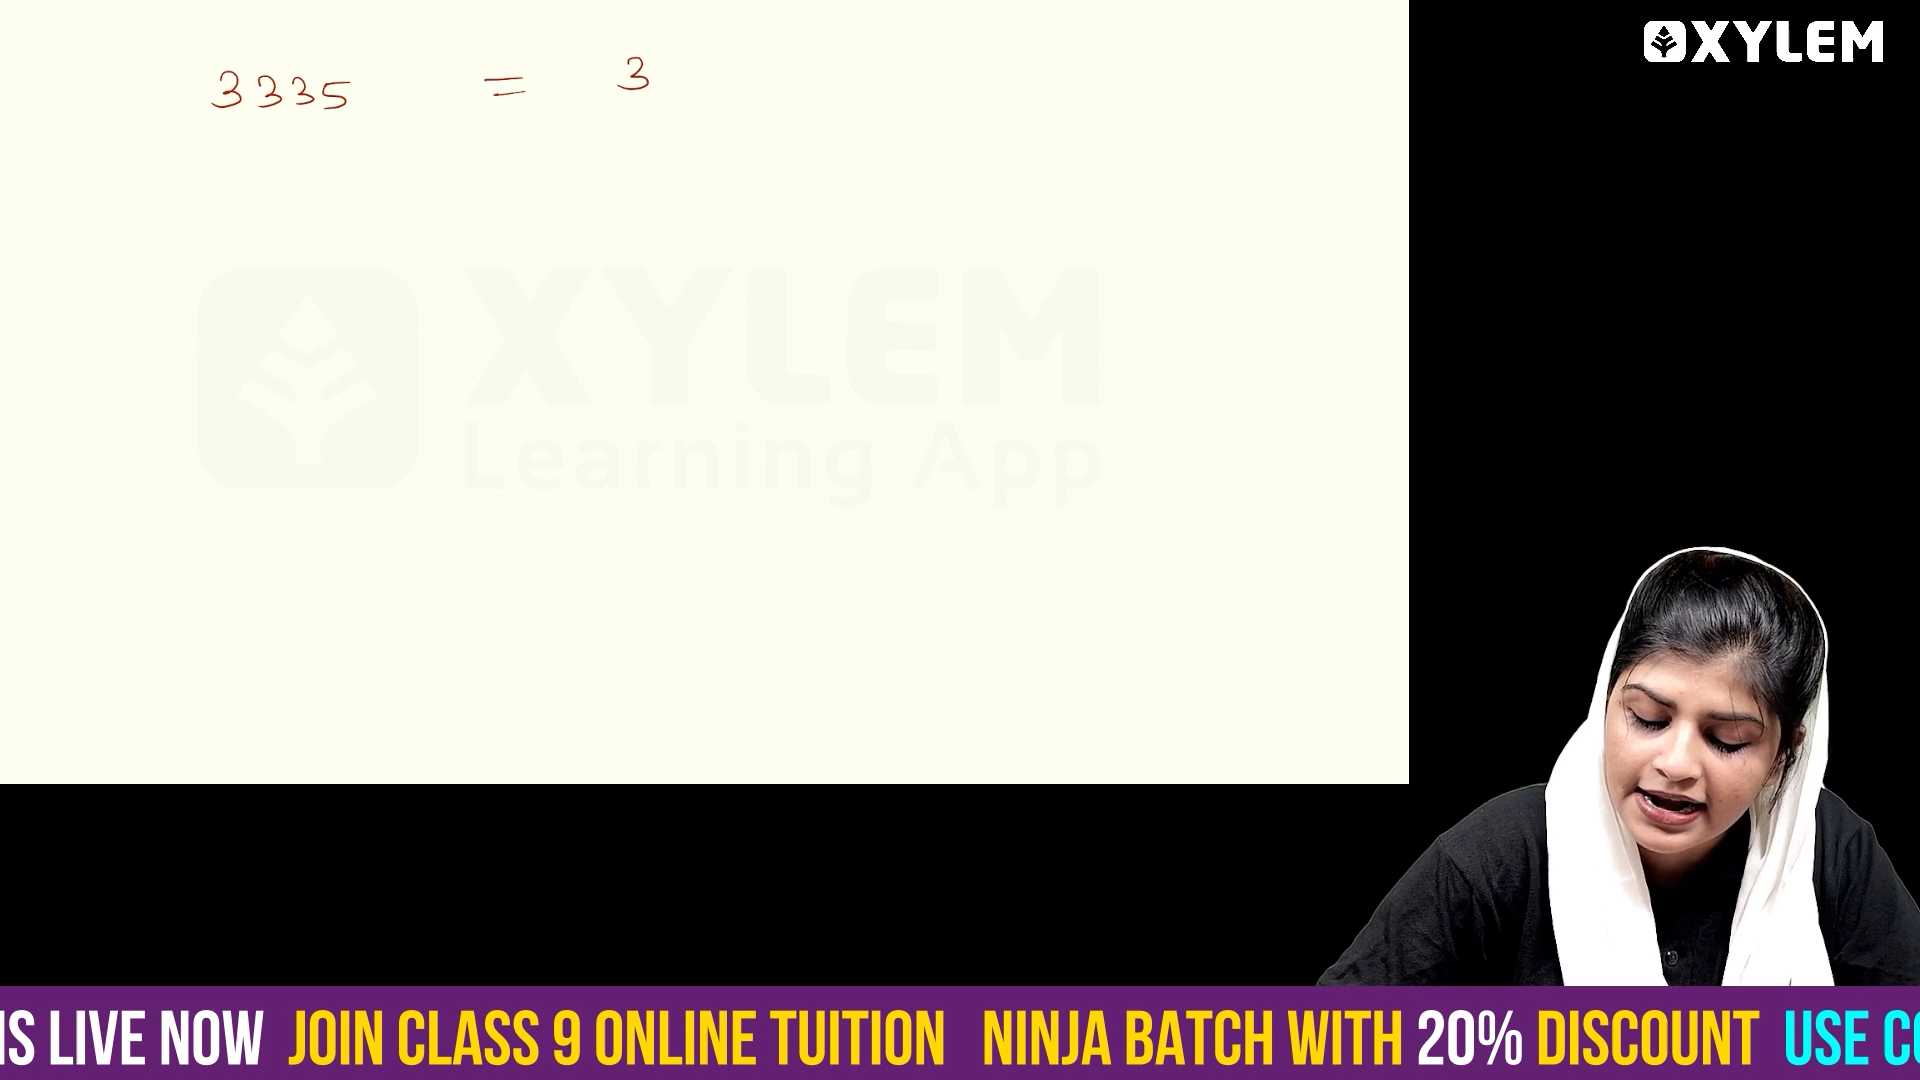 XYLEM
3335 = 3
XYLEM
Learning App
IS LIVE NOW JOIN CLASS 9 ONLINE TUITION NINJA BATCH WITH 20% DISCOUNT USE